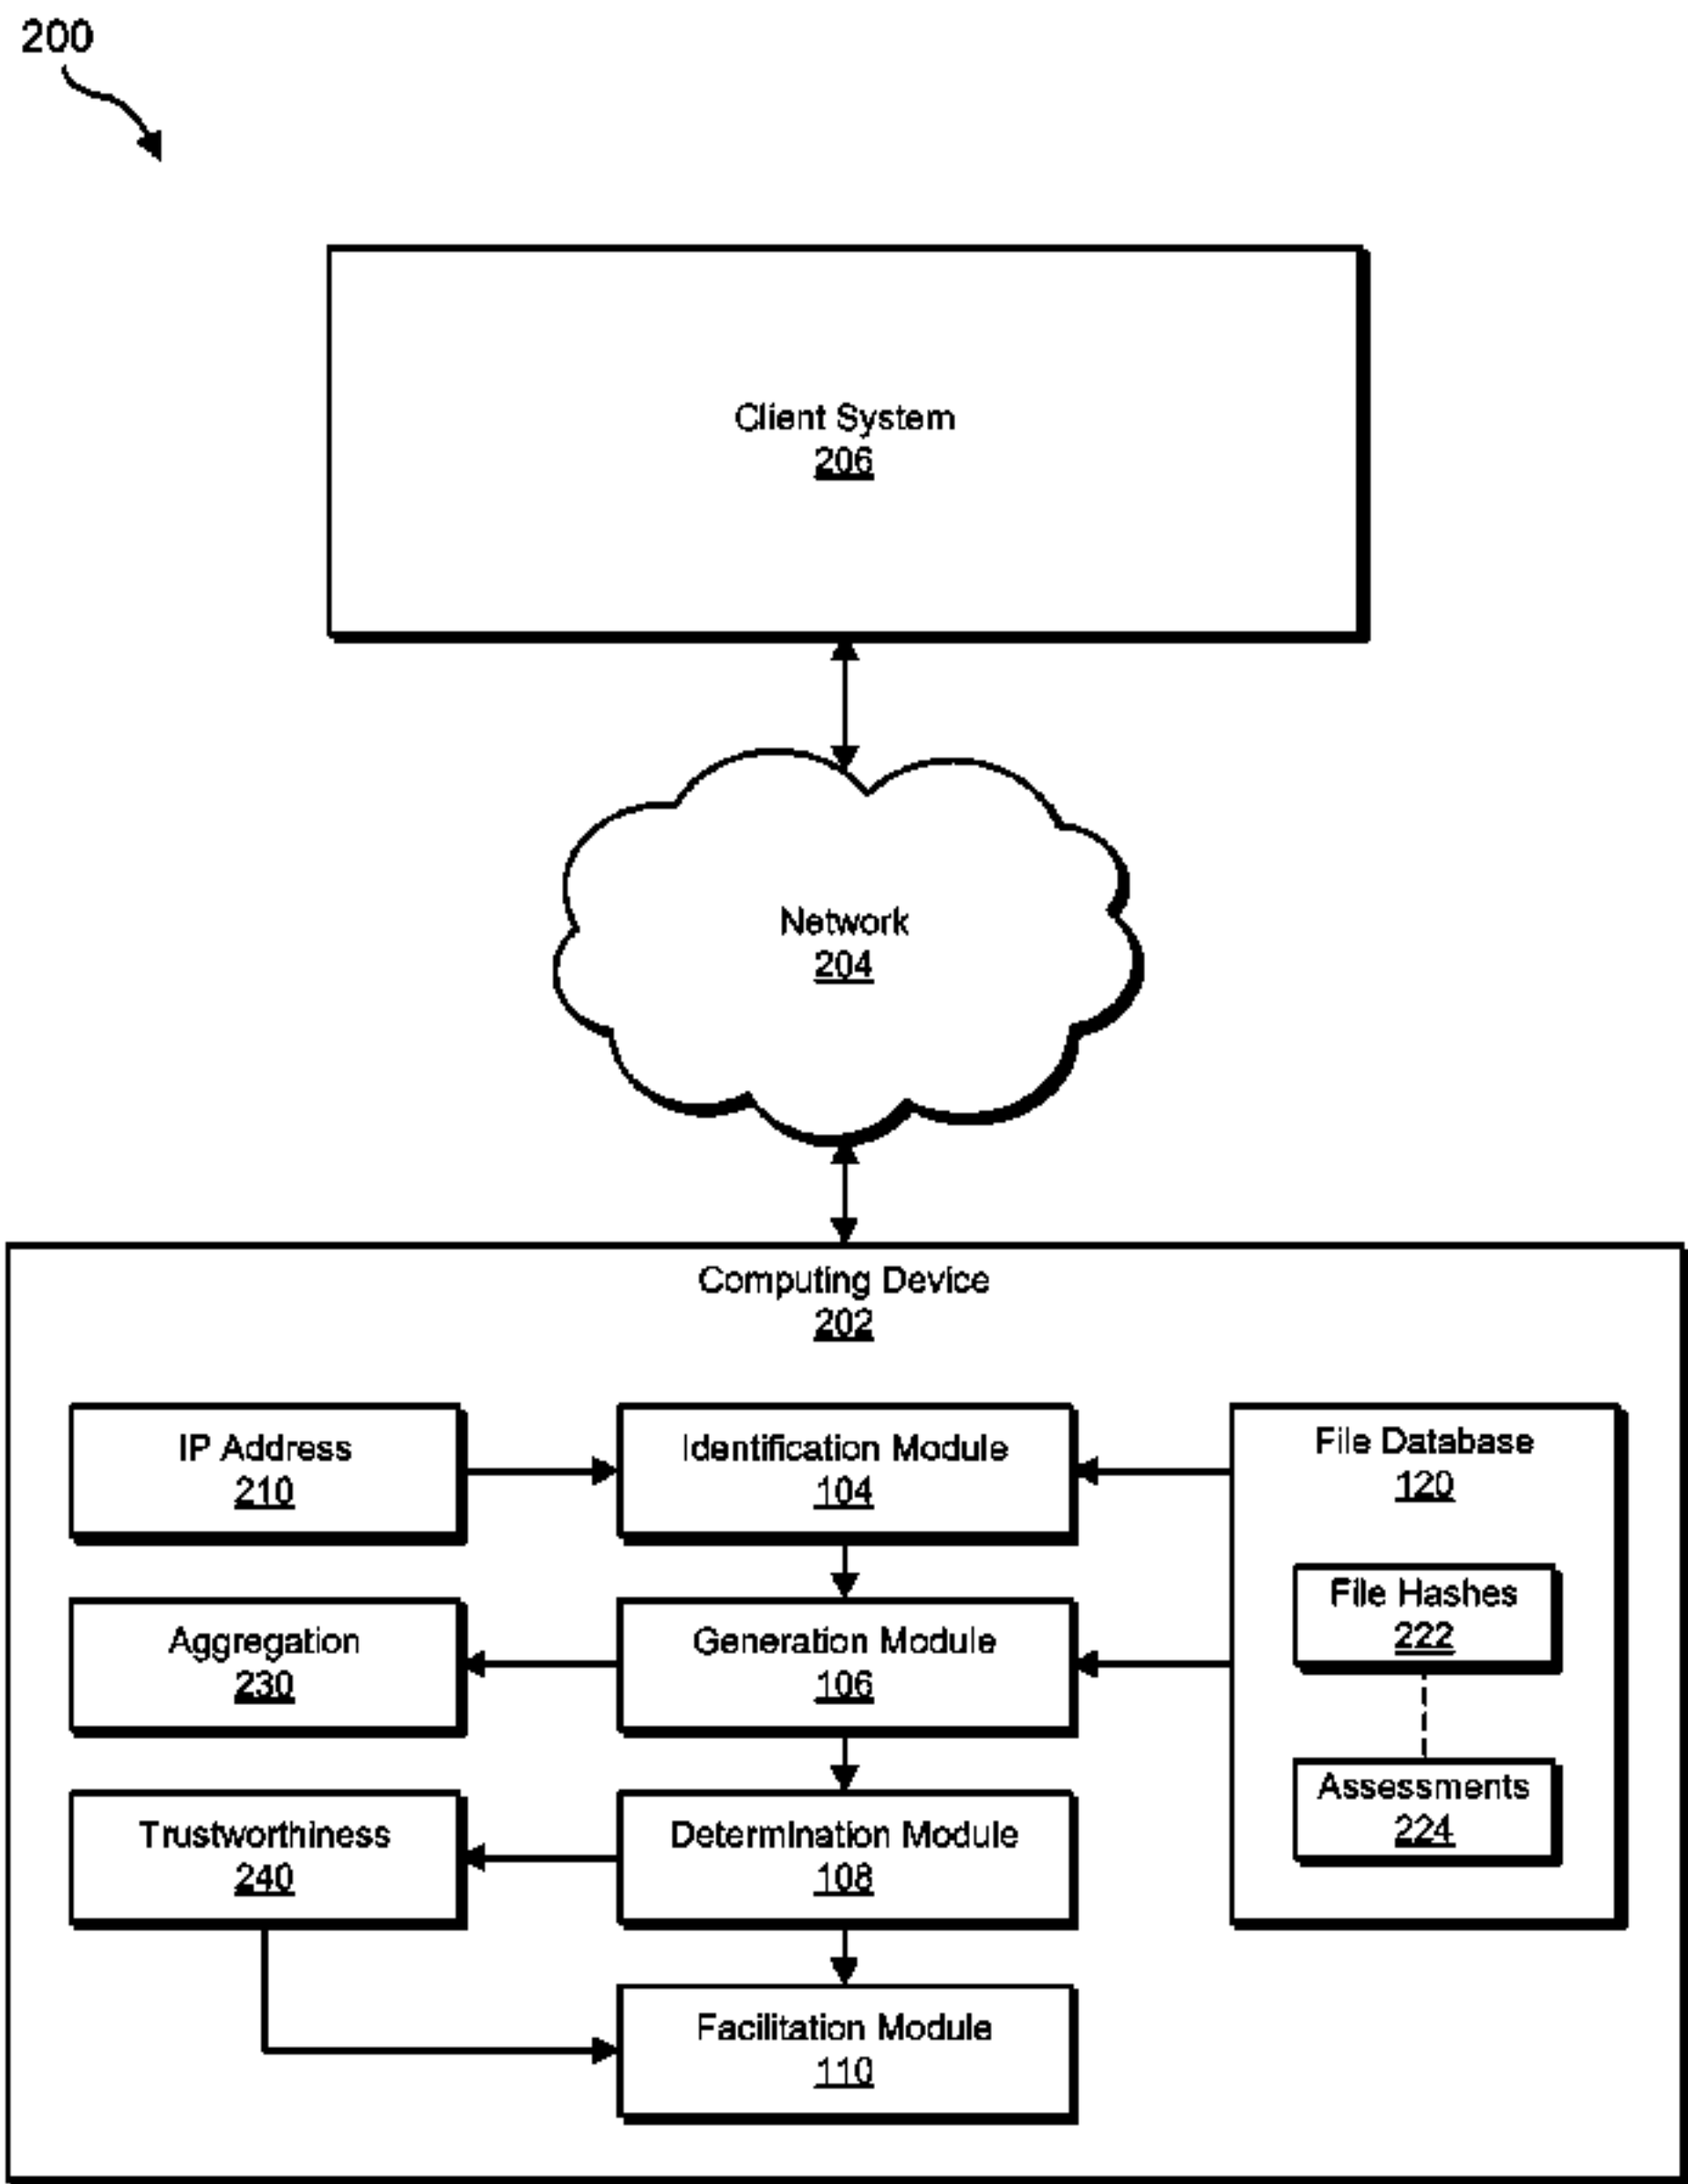 200
Client System
206
Network
204
Computing Device
202
IP Address
210
Identification Module
104
File Database
120
File Hashes
222
Aggregation
230
Generation Module
106
Assessments
224
Trustworthiness
240
Determination Module
108
Facilitation Module
110